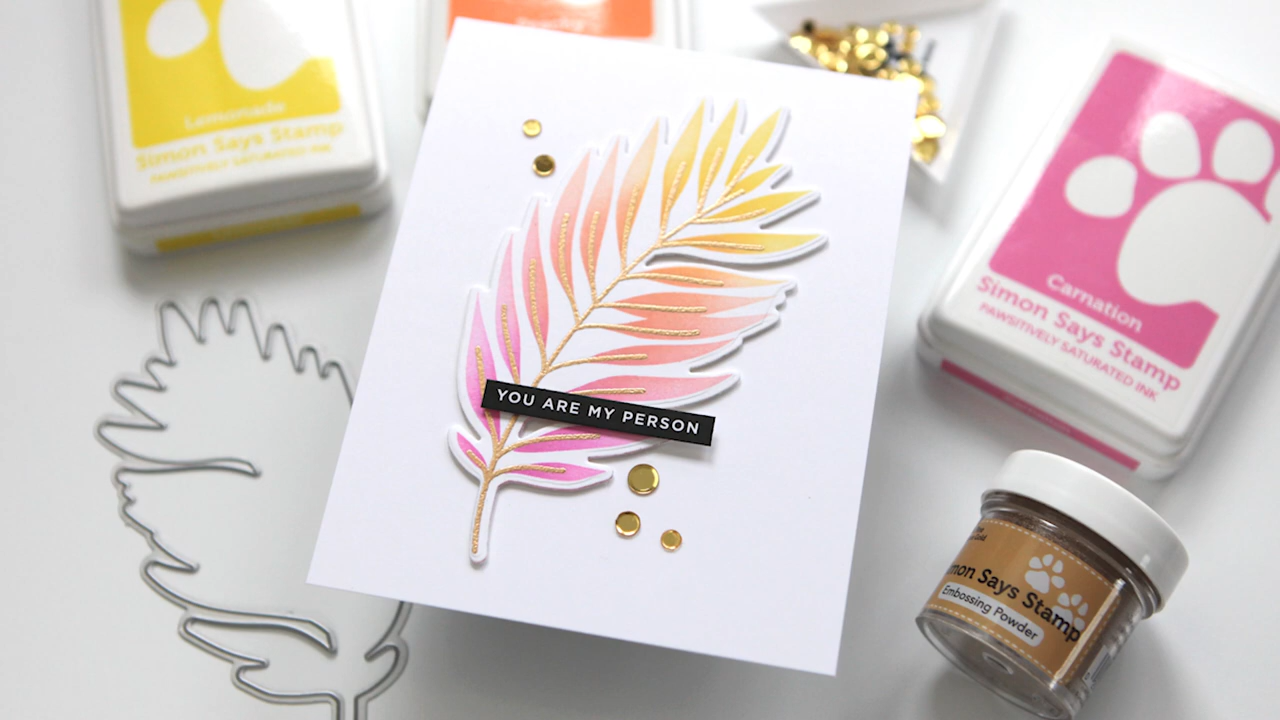 Lemonade
Simon Says Stamp
PAWSITIVELY SATURATED INK
YOU ARE MY PERSON
Carnation
Simon Says Stamp
PAWSITIVELY SATURATED INK
Says Stamp
Embossing Powder